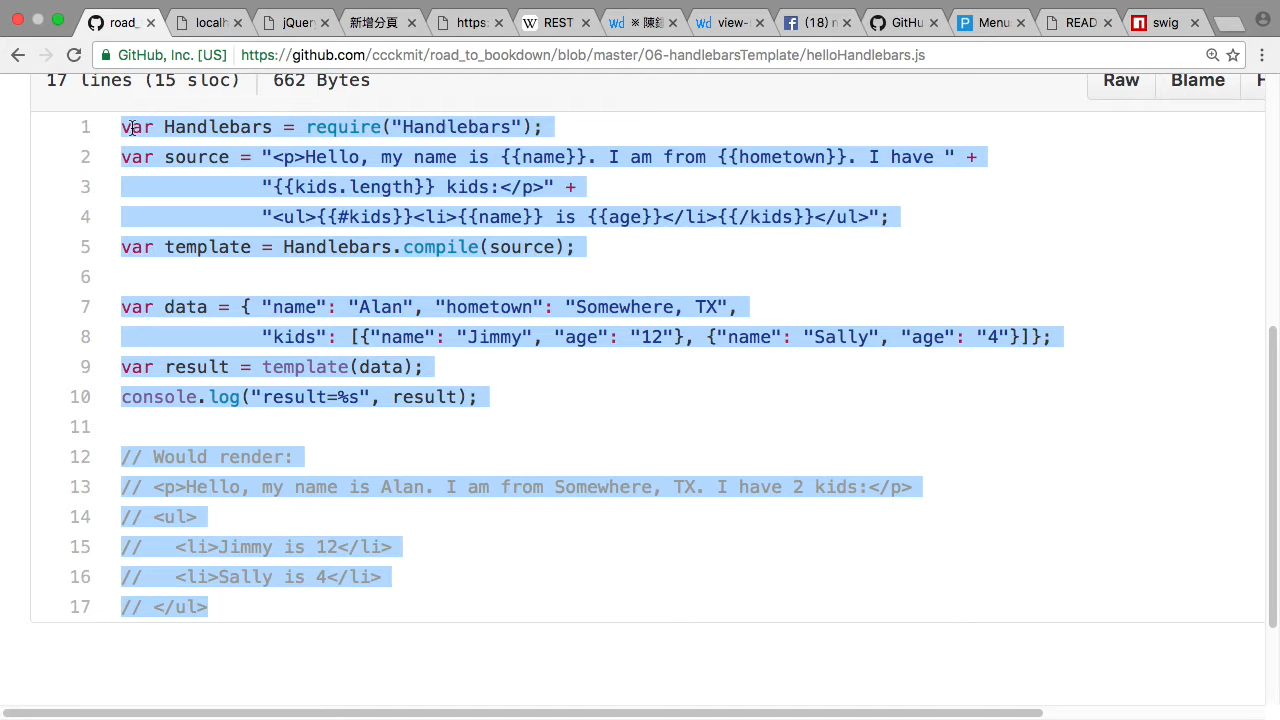 road_
localh
jQuer
新增分頁
https:
REST
※ 陳鍾
view-
(18) n
GitHu
Menu
READ
swig
GitHub, Inc. [US] https://github.com/ccckmit/road_to_bookdown/blob/master/06-handlebarsTemplate/helloHandlebars.js
17 lines (15 sloc) 662 Bytes
Raw Blame H
1 var Handlebars = require("Handlebars");
2 var source = "<p>Hello, my name is {{name}}. I am from {{hometown}}. I have " +
3 "{{kids.length}} kids:</p>" +
4 "<ul>{{#kids}}<li>{{name}} is {{age}}</li>{{/kids}}</ul>";
5 var template = Handlebars.compile(source);
6
7 var data = { "name": "Alan", "hometown": "Somewhere, TX",
8 "kids": [{"name": "Jimmy", "age": "12"}, {"name": "Sally", "age": "4"}]};
9 var result = template(data);
10 console.log("result=%s", result);
11
12 // Would render:
13 // <p>Hello, my name is Alan. I am from Somewhere, TX. I have 2 kids:</p>
14 // <ul>
15 // <li>Jimmy is 12</li>
16 // <li>Sally is 4</li>
17 // </ul>